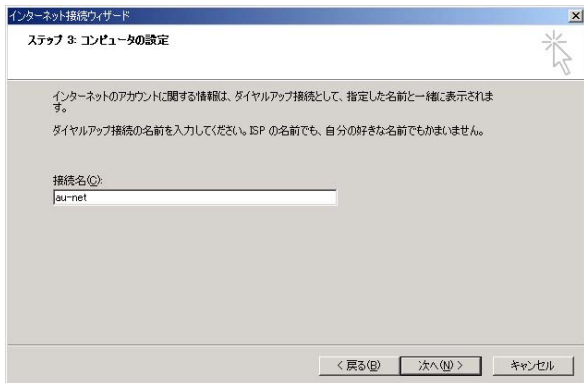 インターネット接続ウィザード
ステップ 3: コンピュータの設定
インターネットのアカウントに関する情報は、ダイヤルアップ接続として、指定した名前と一緒に表示されま
す。
ダイヤルアップ接続の名前を入力してください。ISP の名前でも、自分の好きな名前でもかまいません。
接続名(C):
au-net
< 戻る(B)
次へ(N) >
キャンセル